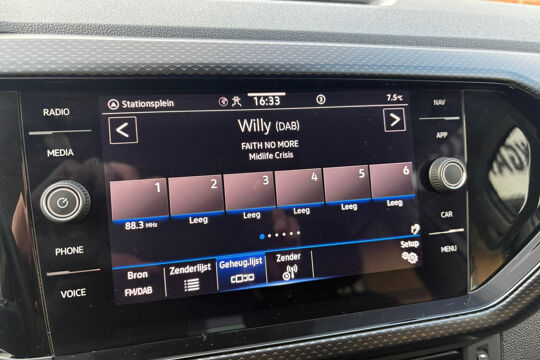 RADIO
MEDIA
PHONE
VOICE
Stationsplein
16:33
7.5°C
Willy (DAB)
FAITH NO MORE
Midlife Crisis
1 2 3 4 5 6
88.3 MHz Leeg Leeg Leeg Leeg Leeg
Setup
Bron Zenderlijst Geheug.lijst Zender
FM/DAB
NAV
APP
CAR
MENU